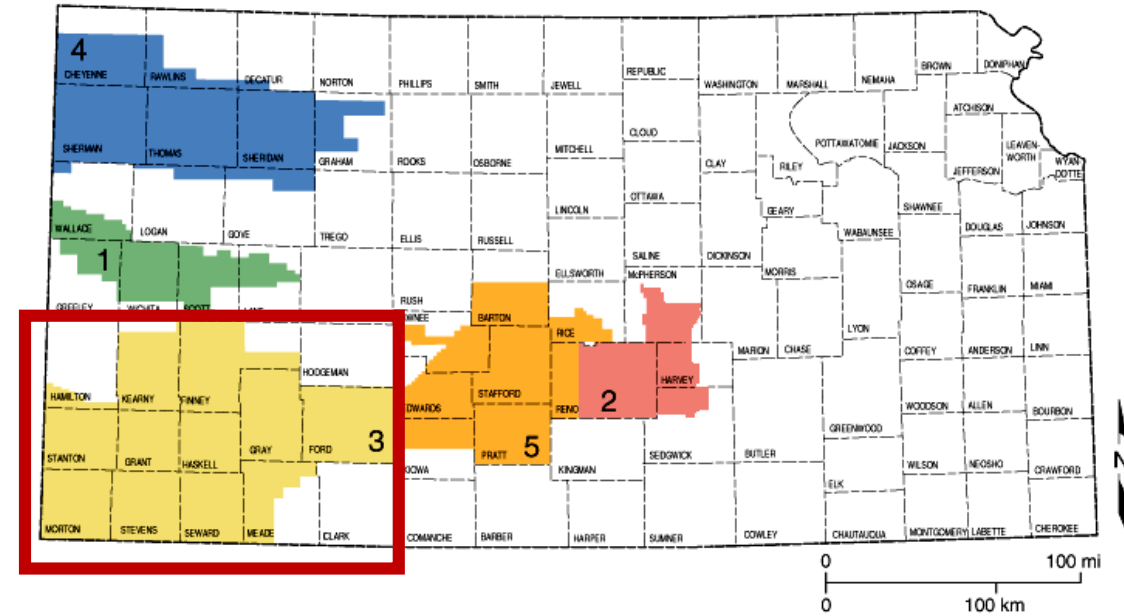 4
CHEYENNE
RAWLINS
DECATUR
NORTON
PHILLIPS
SMITH
JEWELL
REPUBLIC
WASHINGTON
MARSHALL
NEMAHA
BROWN
DONIPHAN
ATCHISON
SHERMAN
THOMAS
SHERIDAN
GRAHAM
ROOKS
OSBORNE
MITCHELL
CLOUD
CLAY
RILEY
POTTAWATOMIE
JACKSON
JEFFERSON
LEAVEN-
WORTH
WYAN
DOTTE
WALLACE
LOGAN
GOVE
TREGO
ELLIS
RUSSELL
LINCOLN
OTTAWA
GEARY
WABAUNSEE
SHAWNEE
DOUGLAS
JOHNSON
1
SALINE
DICKINSON
MORRIS
OSAGE
FRANKLIN
MIAMI
ELLSWORTH
McPHERSON
GREELEY
WICHITA
SCOTT
LANE
RUSH
WNEE
BARTON
RICE
MARION
CHASE
LYON
COFFEY
ANDERSON
LINN
HODGEMAN
HAMILTON
KEARNY
FINNEY
DWARDS
STAFFORD
RENO
2
HARVEY
WOODSON
ALLEN
BOURBON
GREENWOOD
STANTON
GRANT
HASKELL
GRAY
FORD
3
KIOWA
PRATT
5
KINGMAN
SEDGWICK
BUTLER
ELK
WILSON
NEOSHO
CRAWFORD
N
MORTON
STEVENS
SEWARD
MEADE
CLARK
COMANCHE
BARBER
HARPER
SUMNER
COWLEY
CHAUTAUQUA
MONTGOMERY
LABETTE
CHEROKEE
0
100 mi
0
100 km